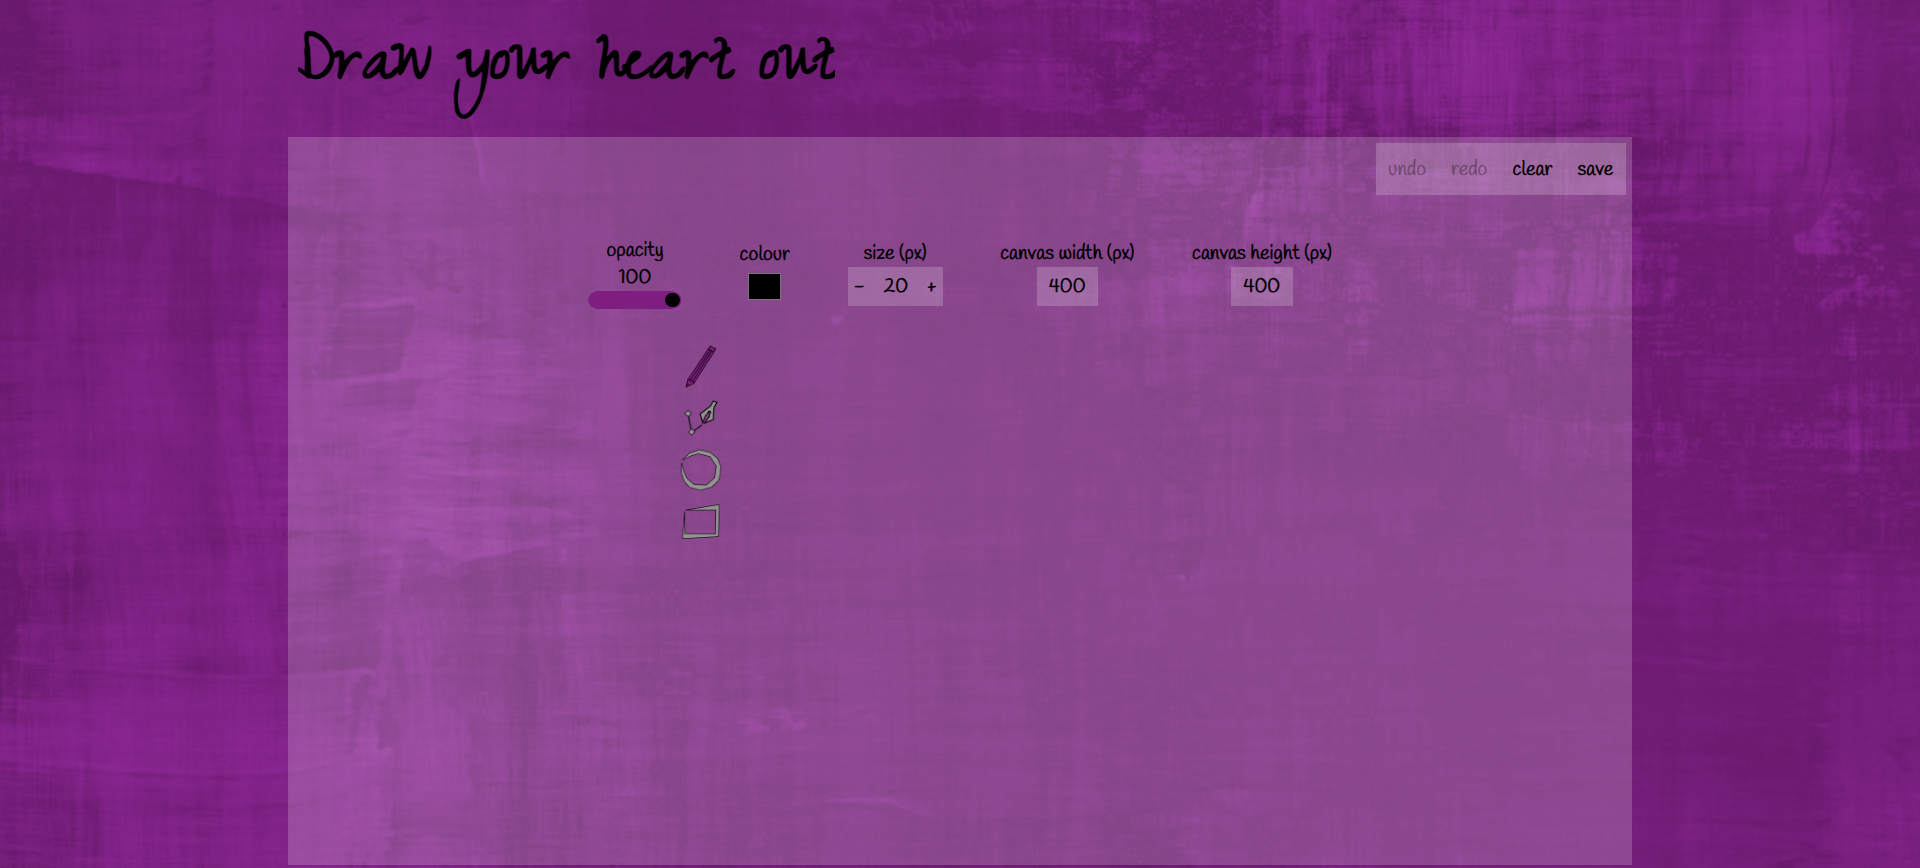 Draw your heart out
undo redo clear save
opacity colour size (px) canvas width (px) canvas height (px)
100 - 20 + 400 400